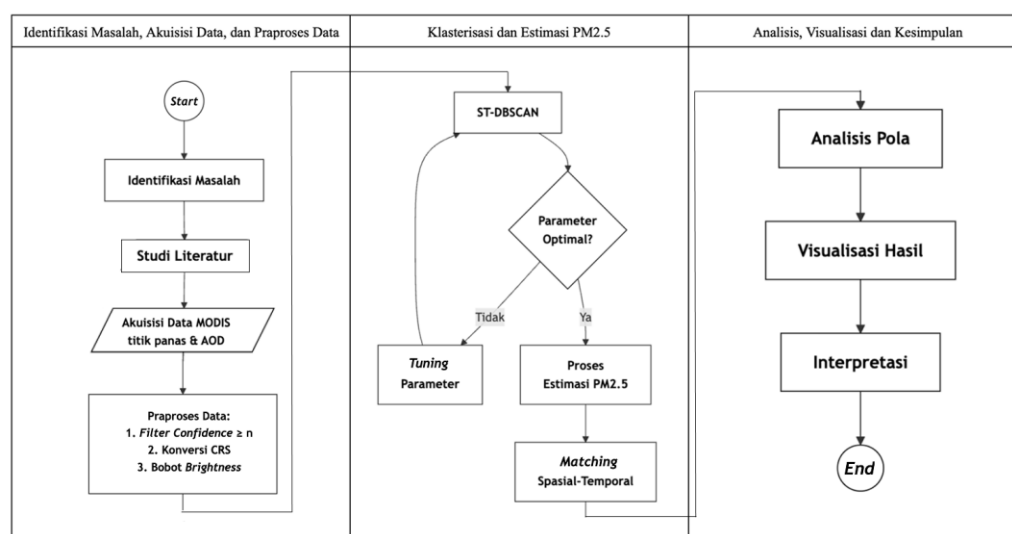 Identifikasi Masalah, Akuisisi Data, dan Praproses Data
Start
Identifikasi Masalah
Studi Literatur
Akuisisi Data MODIS
titik panas & AOD
Praproses Data:
1. Filter Confidence ≥ n
2. Konversi CRS
3. Bobot Brightness
Klasterisasi dan Estimasi PM2.5
ST-DBSCAN
Parameter
Optimal?
Tidak
Ya
Tuning
Parameter
Proses
Estimasi PM2.5
Matching
Spasial-Temporal
Analisis, Visualisasi dan Kesimpulan
Analisis Pola
Visualisasi Hasil
Interpretasi
End